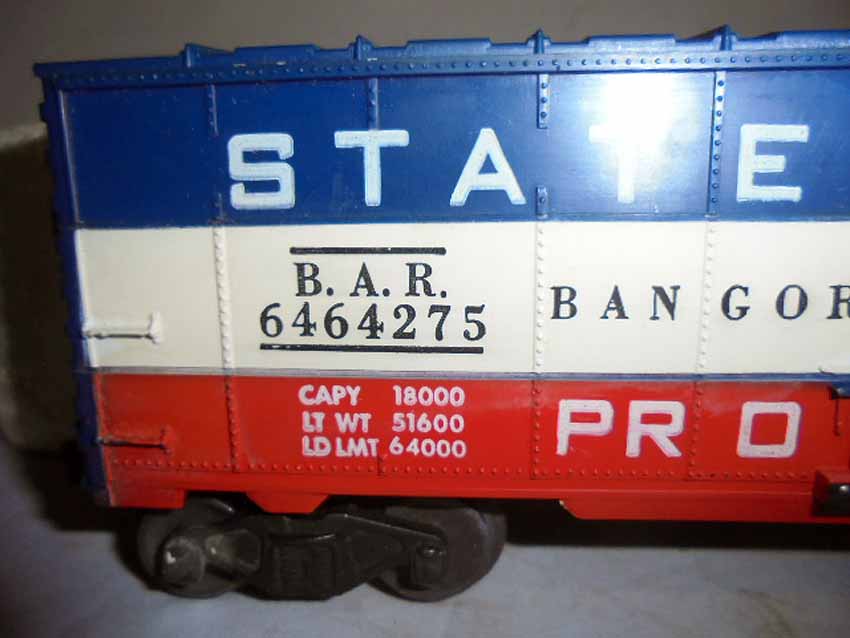 STATE
B. A. R.
6464275
BANGOR
CAPY 18000
LT WT 51600
LD LMT 64000
PRO